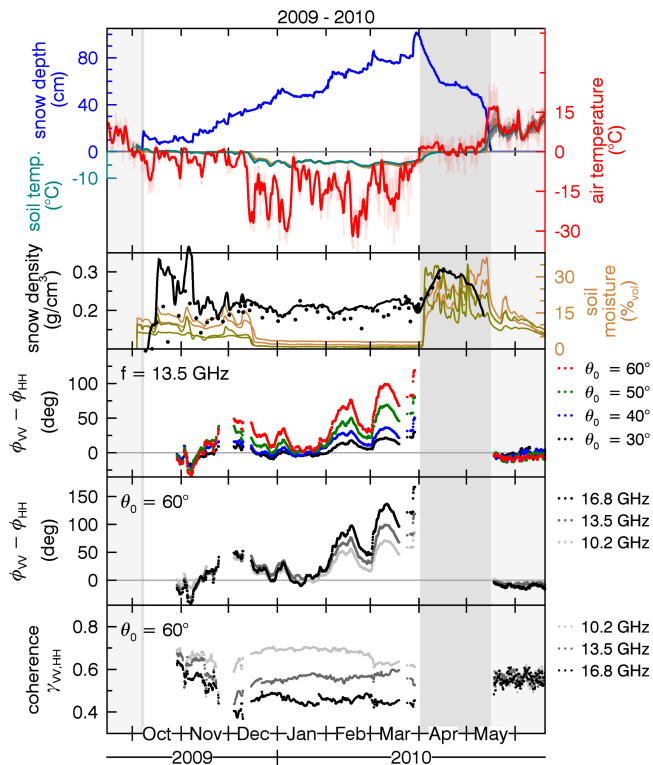 2009 - 2010
snow depth
(cm)
80
40
0
soil temp.
(°C)
-10
air temperature
(°C)
15
0
-15
-30
snow density
(g/cm³)
0.3
0.2
soil
moisture
(%vol)
30
15
0
ϕVV − ϕHH
(deg)
100
50
0
f = 13.5 GHz
θ0 = 60°
θ0 = 50°
θ0 = 40°
θ0 = 30°
ϕVV − ϕHH
(deg)
150
100
50
0
θ0 = 60°
16.8 GHz
13.5 GHz
10.2 GHz
coherence
γVV,HH
0.8
0.6
0.4
θ0 = 60°
10.2 GHz
13.5 GHz
16.8 GHz
Oct Nov Dec Jan Feb Mar Apr May
2009 2010